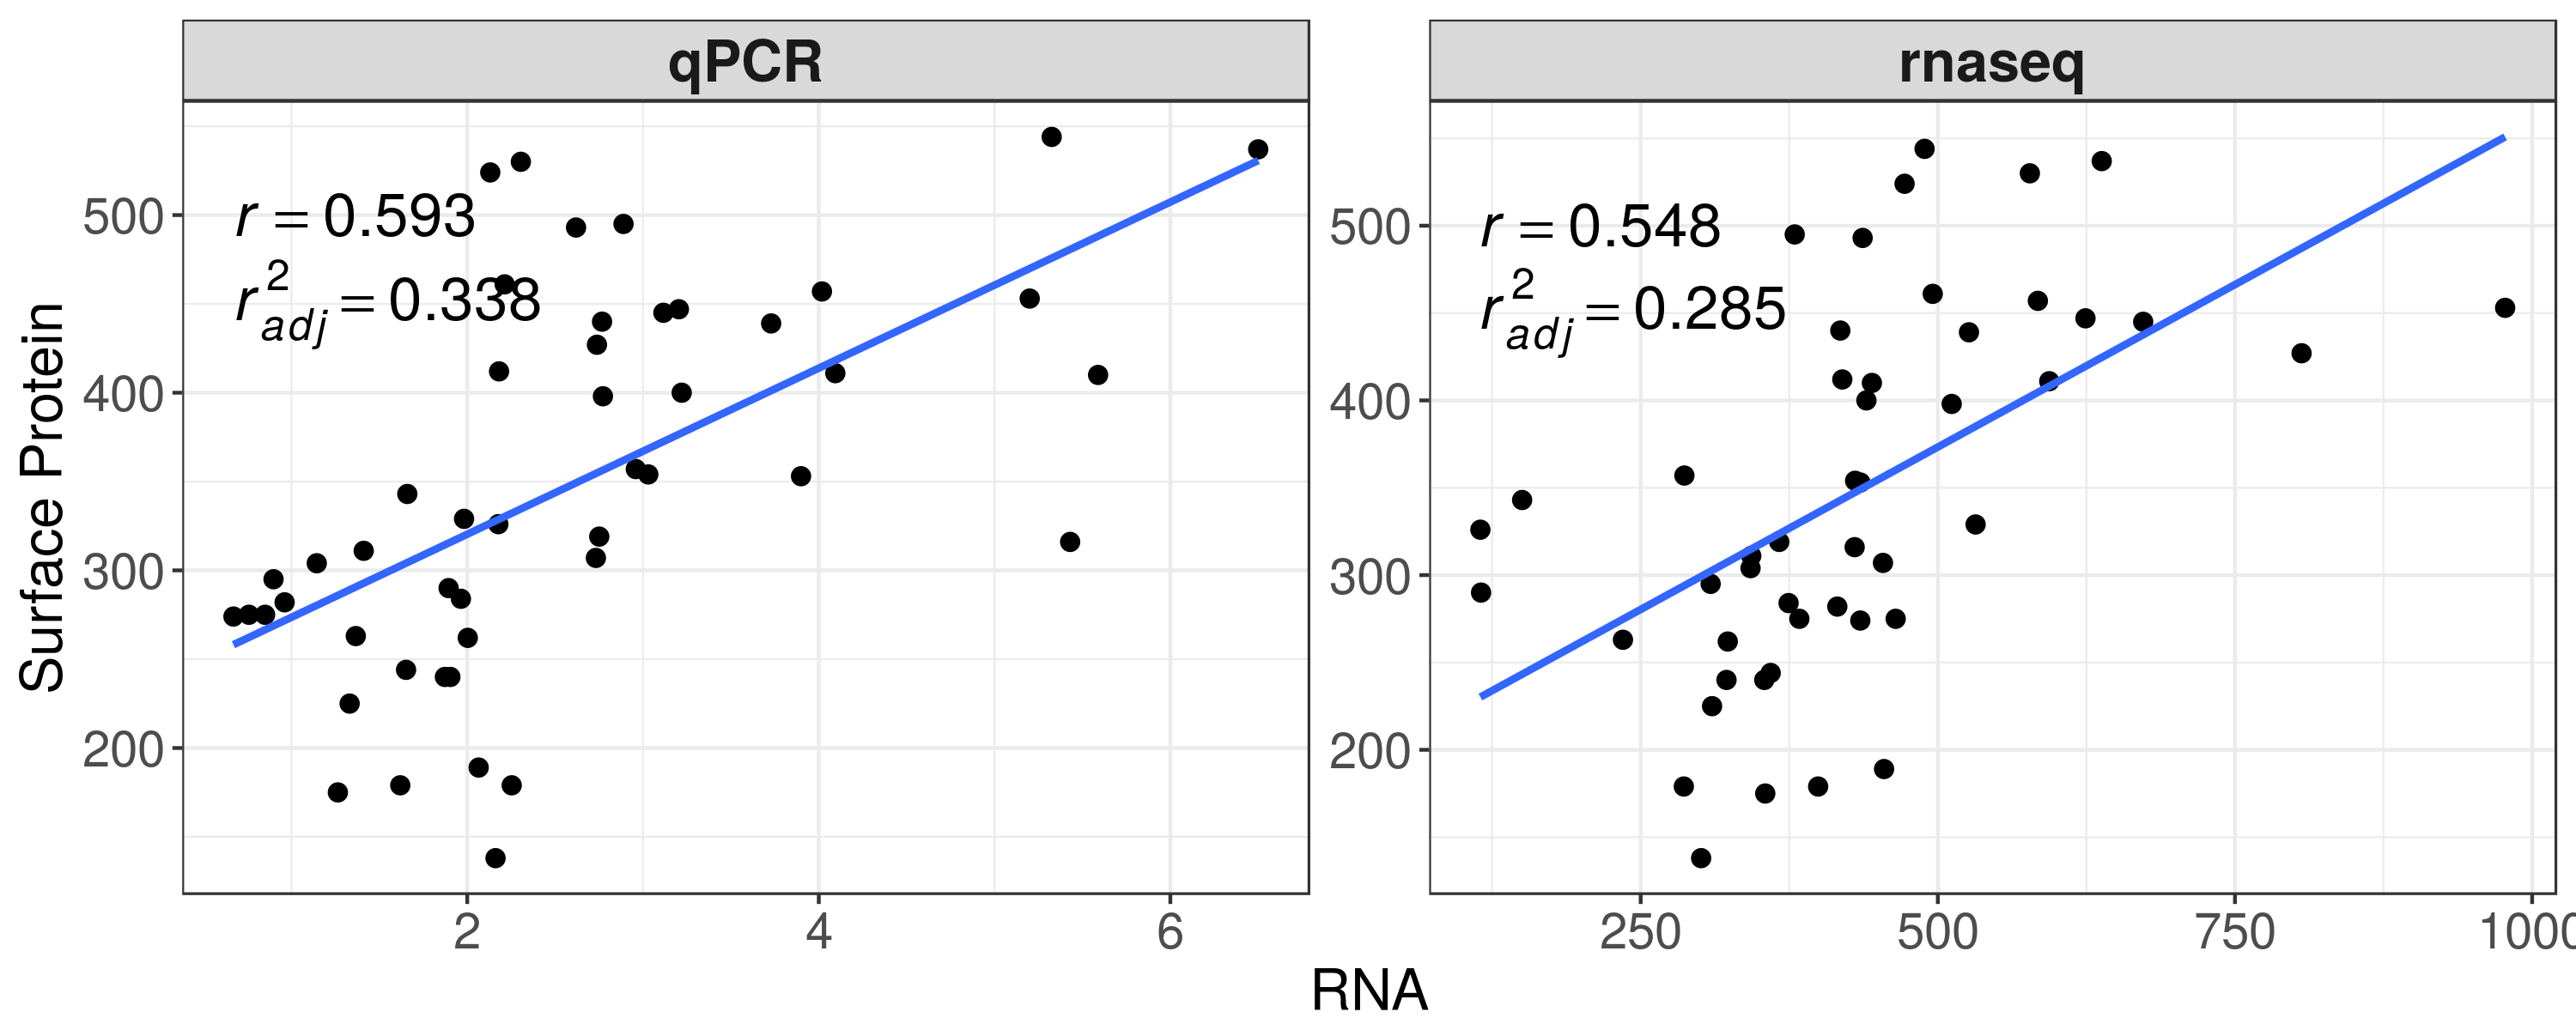 qPCR
rnaseq
Surface Protein
500
400
300
200
r = 0.593
r²adj = 0.338
2
4
6
500
400
300
200
r = 0.548
r²adj = 0.285
250
500
750
1000
RNA